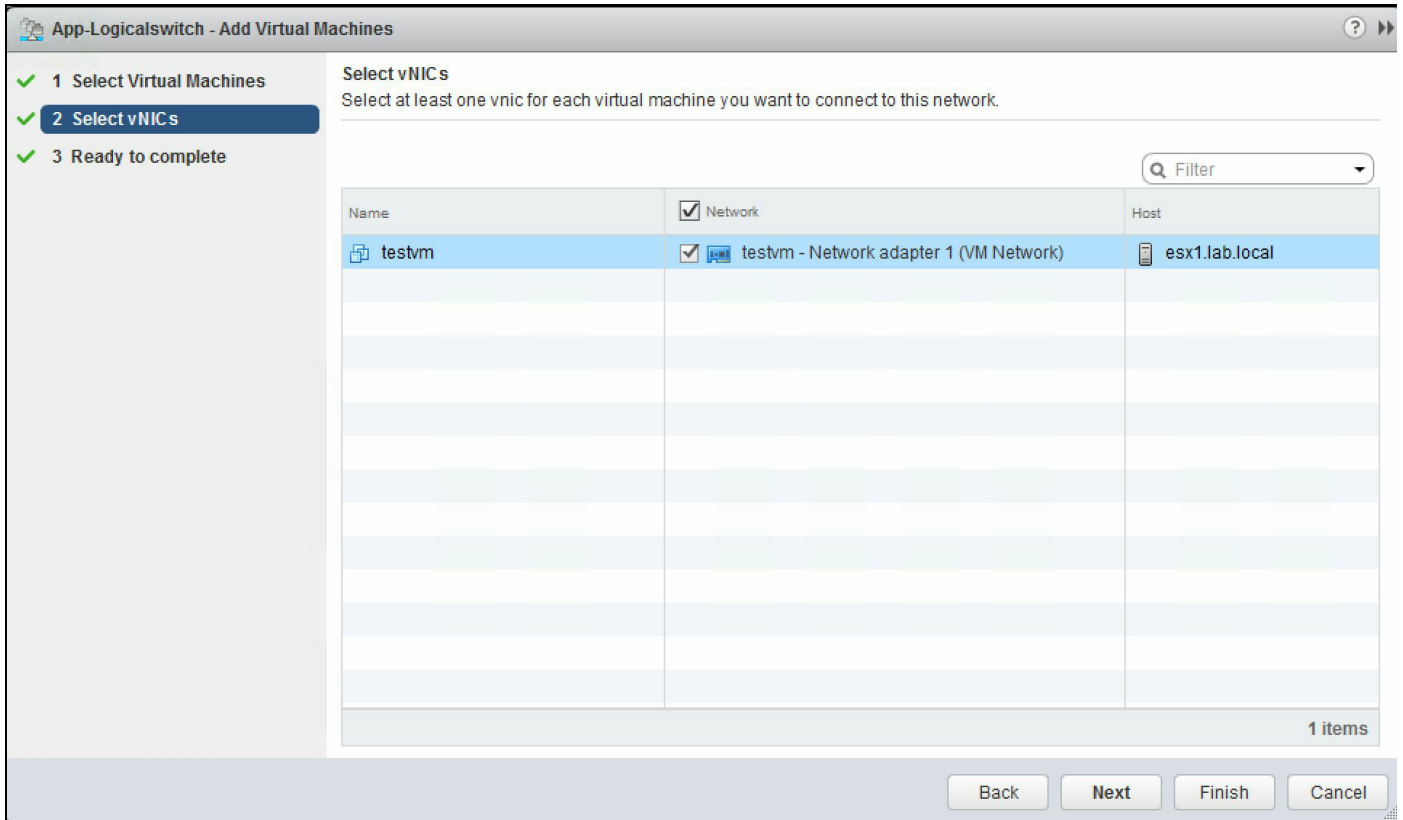 App-Logicalswitch - Add Virtual Machines
?
1 Select Virtual Machines
2 Select vNICs
3 Ready to complete
Select vNICs
Select at least one vnic for each virtual machine you want to connect to this network.
Filter
Name Network Host
testvm testvm - Network adapter 1 (VM Network) esx1.lab.local
1 items
Back Next Finish Cancel